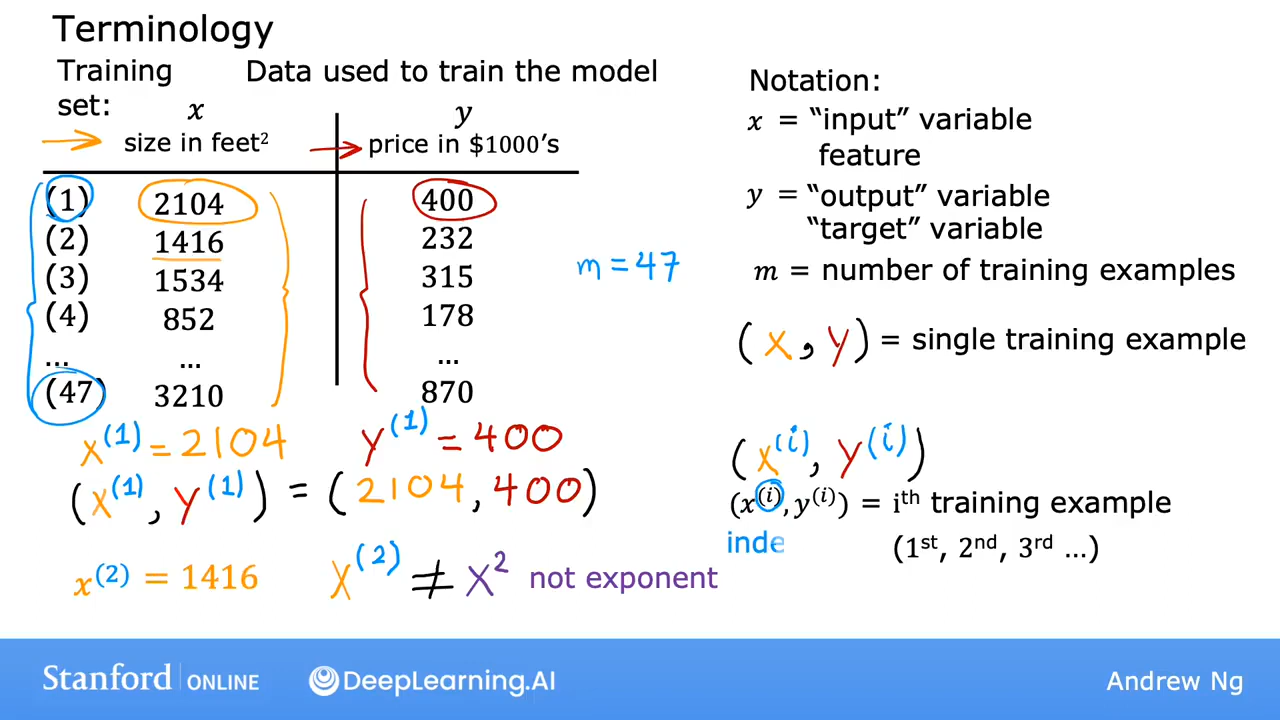 Terminology
Training set: Data used to train the model
x y
size in feet² price in $1000's
(1) 2104 400
(2) 1416 232
(3) 1534 315
(4) 852 178
... ... ...
(47) 3210 870
m = 47
x⁽¹⁾ = 2104 y⁽¹⁾ = 400
(x⁽¹⁾, y⁽¹⁾) = (2104, 400)
x⁽²⁾ = 1416 x⁽²⁾ ≠ x² not exponent
Notation:
x = “input” variable
feature
y = “output” variable
“target” variable
m = number of training examples
(x, y) = single training example
(x⁽ⁱ⁾, y⁽ⁱ⁾)
(x⁽ⁱ⁾, y⁽ⁱ⁾) = iᵗʰ training example
inde (1ˢᵗ, 2ⁿᵈ, 3ʳᵈ ...)
Stanford ONLINE DeepLearning.AI Andrew Ng